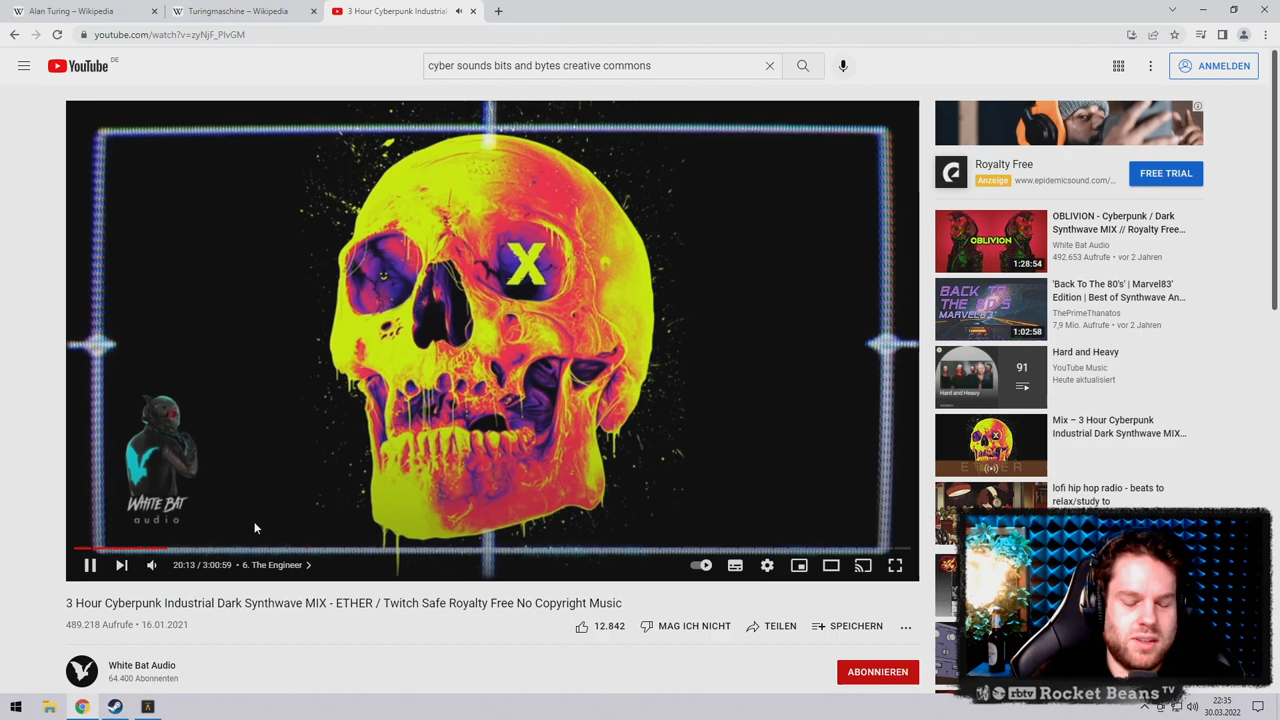 Alan Turing – Wikipedia
Turingmaschine – Wikipedia
3 Hour Cyberpunk Industrial
youtube.com/watch?v=zyNjF_PIvGM
YouTube DE
cyber sounds bits and bytes creative commons
ANMELDEN
X
WHITE BAT
audio
20:13 / 3:00:59 • 6. The Engineer
3 Hour Cyberpunk Industrial Dark Synthwave MIX - ETHER / Twitch Safe Royalty Free No Copyright Music
489.218 Aufrufe • 16.01.2021
12.842
MAG ICH NICHT
TEILEN
SPEICHERN
White Bat Audio
64.400 Abonnenten
ABONNIEREN
Royalty Free
Anzeige www.epidemicsound.com/...
FREE TRIAL
OBLIVION
1:28:54
OBLIVION - Cyberpunk / Dark
Synthwave MIX // Royalty Free...
White Bat Audio
492.653 Aufrufe • vor 2 Jahren
BACK TO
THE 80'S
MARVEL83'
1:02:58
'Back To The 80's' | Marvel83'
Edition | Best of Synthwave An...
ThePrimeThanatos
7,9 Mio. Aufrufe • vor 2 Jahren
Hard and Heavy
91
Hard and Heavy
YouTube Music
Heute aktualisiert
ETHER
Mix – 3 Hour Cyberpunk
Industrial Dark Synthwave MIX...
lofi hip hop radio - beats to
relax/study to
rbtv Rocket Beans TV
22:35
30.03.2022